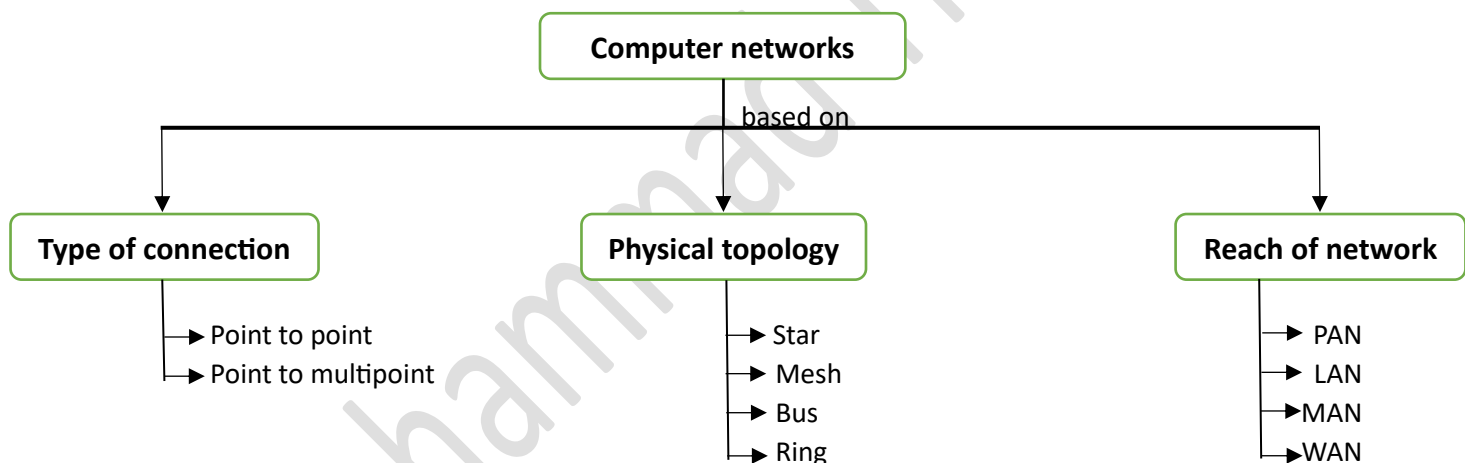 Computer networks
based on
Type of connection
Physical topology
Reach of network
Point to point
Point to multipoint
Star
Mesh
Bus
Ring
PAN
LAN
MAN
WAN